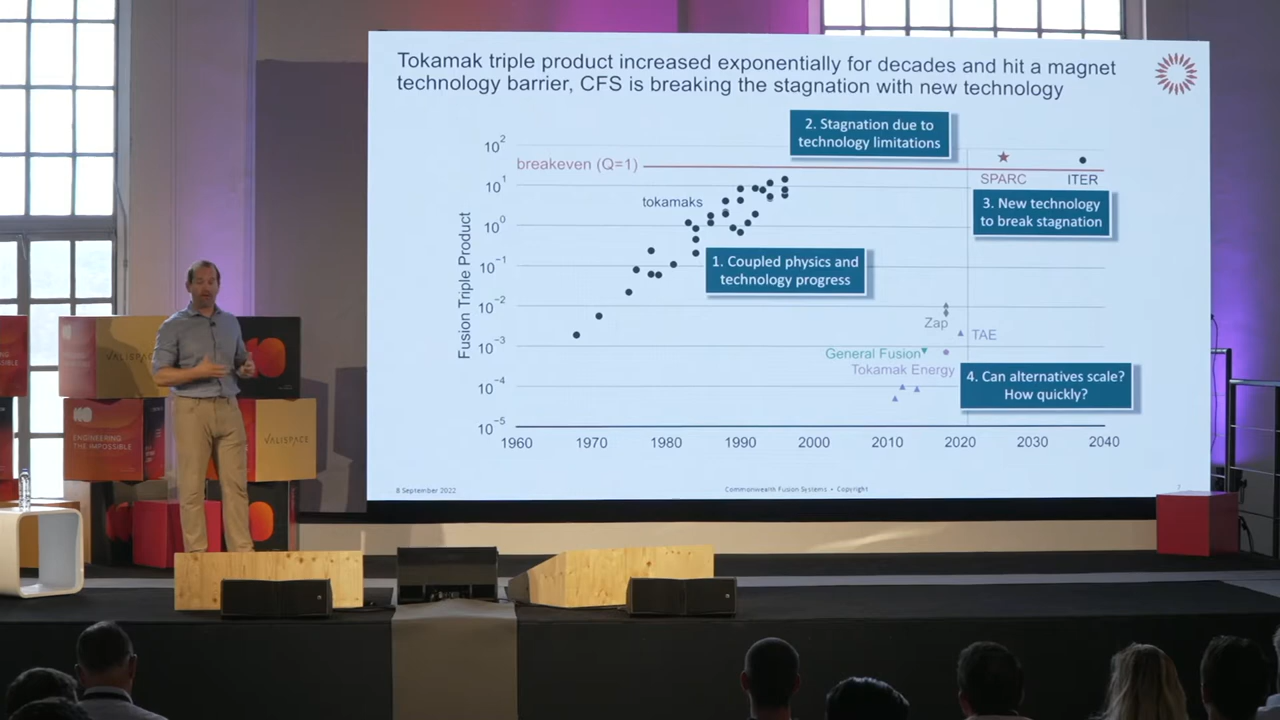 Tokamak triple product increased exponentially for decades and hit a magnet
technology barrier, CFS is breaking the stagnation with new technology
2. Stagnation due to
technology limitations
10²
breakeven (Q=1)
10¹
SPARC
ITER
tokamaks
3. New technology
to break stagnation
10⁰
Fusion Triple Product
1. Coupled physics and
technology progress
10⁻¹
10⁻²
Zap
TAE
10⁻³
General Fusion
Tokamak Energy
4. Can alternatives scale?
How quickly?
10⁻⁴
10⁻⁵
1960 1970 1980 1990 2000 2010 2020 2030 2040
8 September 2022
Commonwealth Fusion Systems • Copyright
7
VALISPACE
ENGINEERING
THE IMPOSSIBLE
VALISPACE